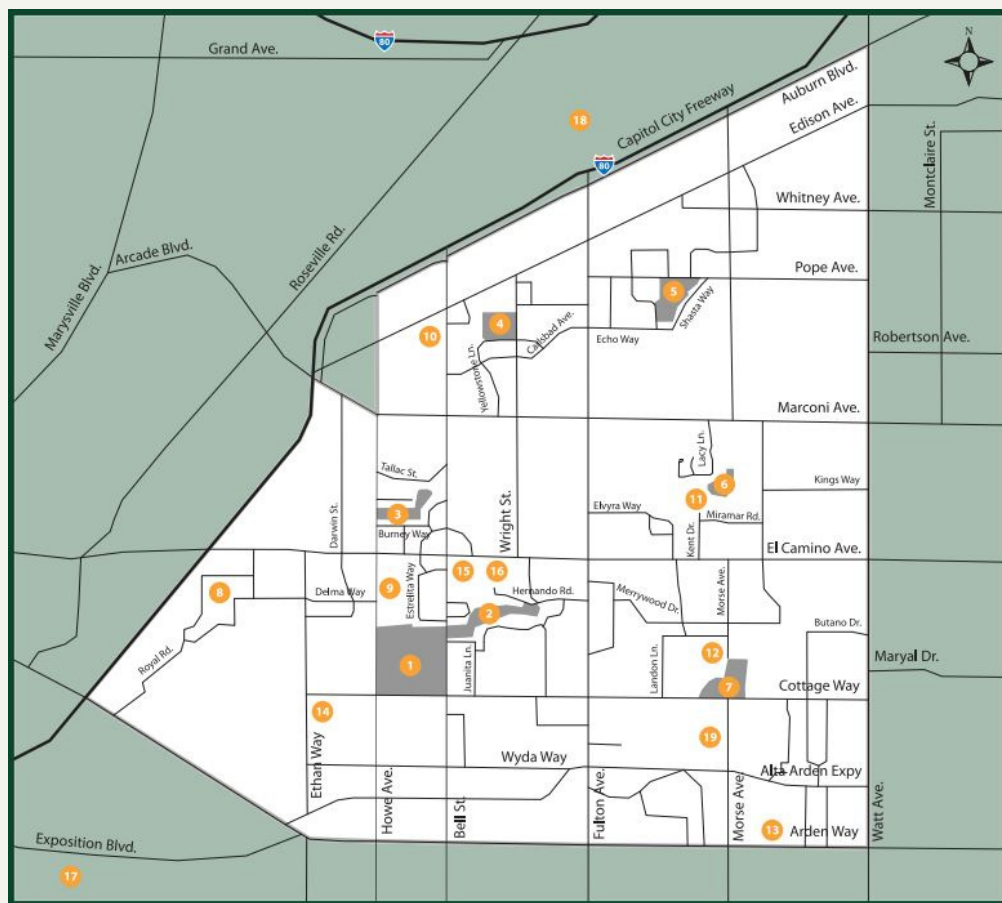 N
80
Grand Ave.
Auburn Blvd.
Edison Ave.
Capitol City Freeway
18
80
Montclaire St.
Whitney Ave.
Arcade Blvd.
Roseville Rd.
Marysville Blvd.
Pope Ave.
5
Shasta Way
4
10
Carlsbad Ave.
Echo Way
Robertson Ave.
Yellowstone Ln.
Marconi Ave.
Lacy Ln.
Tallac St.
Kings Way
6
11
3
Darwin St.
Burney Way
Wright St.
Elvyra Way
Kent Dr.
Miramar Rd.
El Camino Ave.
8
Delma Way
9
Estrelita Way
15
16
Hernando Rd.
Merrywood Dr.
Morse Ave.
2
Butano Dr.
Royal Rd.
1
Juanita Ln.
Landon Ln.
12
Maryal Dr.
7
Cottage Way
14
Ethan Way
19
Wyda Way
Alta Arden Expy
Howe Ave.
Bell St.
Fulton Ave.
Morse Ave.
13
Arden Way
Watt Ave.
Exposition Blvd.
17